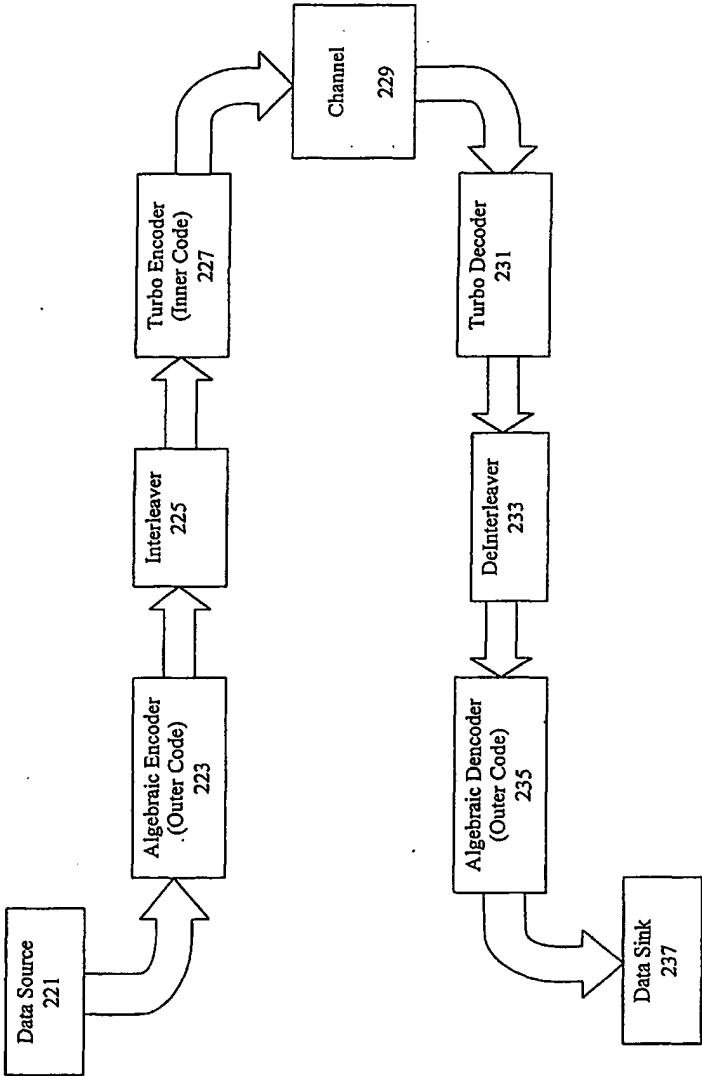 Data Source
221
Algebraic Encoder
(Outer Code)
223
Interleaver
225
Turbo Encoder
(Inner Code)
227
Channel
229
Turbo Decoder
231
DeInterleaver
233
Algebraic Dencoder
(Outer Code)
235
Data Sink
237